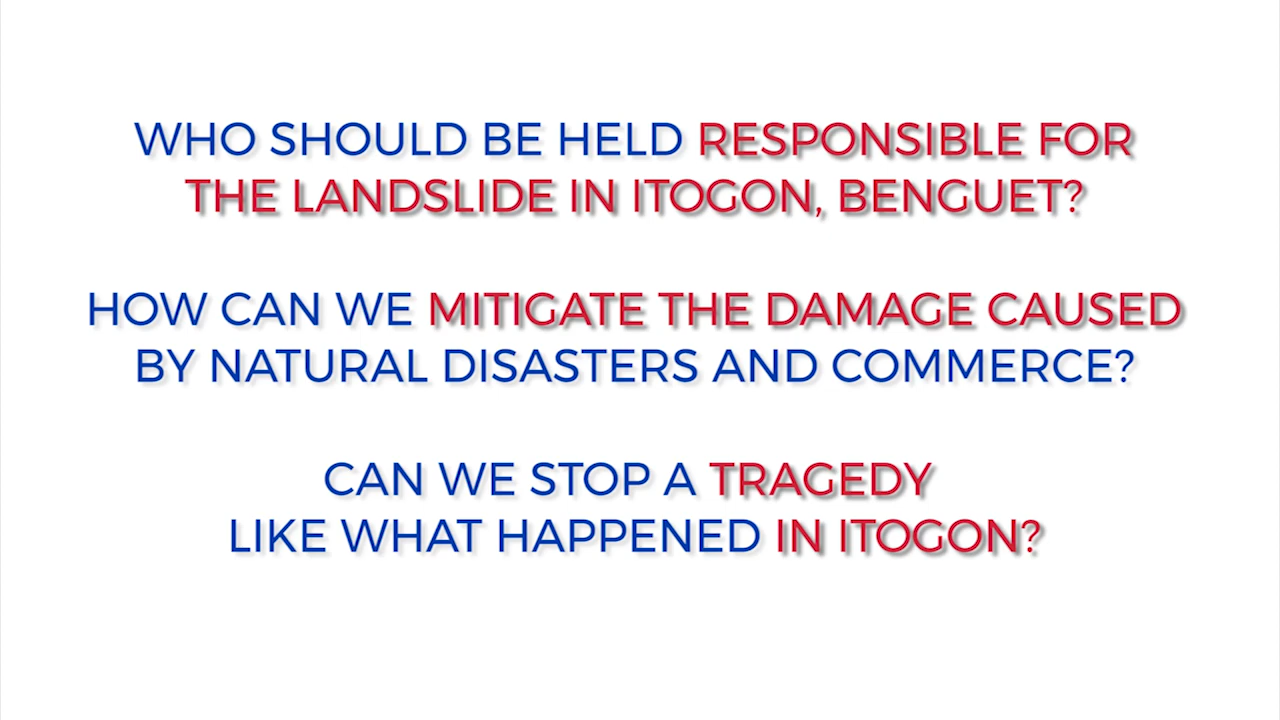 WHO SHOULD BE HELD RESPONSIBLE FOR
THE LANDSLIDE IN ITOGON, BENGUET?
HOW CAN WE MITIGATE THE DAMAGE CAUSED
BY NATURAL DISASTERS AND COMMERCE?
CAN WE STOP A TRAGEDY
LIKE WHAT HAPPENED IN ITOGON?